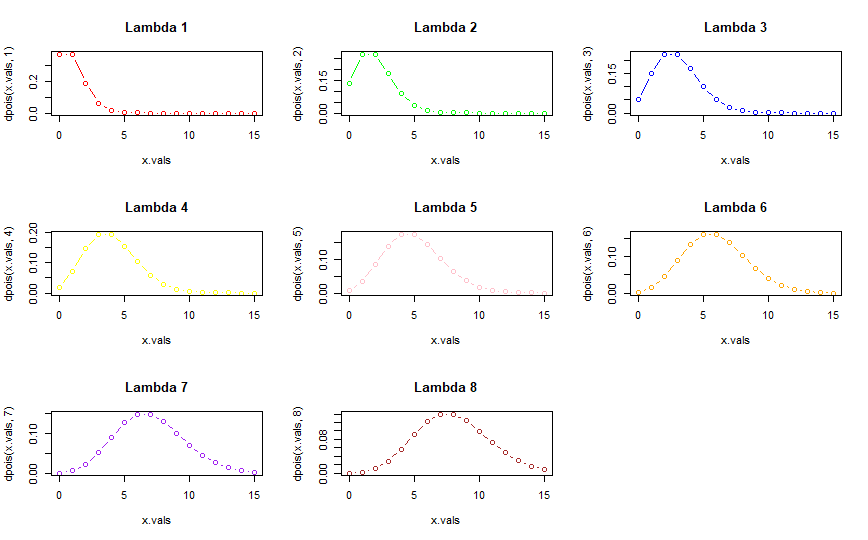 Lambda 1
dpois(x.vals, 1)
0.0 0.2
0 5 10 15
x.vals
Lambda 2
dpois(x.vals, 2)
0.00 0.15
0 5 10 15
x.vals
Lambda 3
dpois(x.vals, 3)
0.00 0.15
0 5 10 15
x.vals
Lambda 4
dpois(x.vals, 4)
0.00 0.10 0.20
0 5 10 15
x.vals
Lambda 5
dpois(x.vals, 5)
0.00 0.10
0 5 10 15
x.vals
Lambda 6
dpois(x.vals, 6)
0.00 0.10
0 5 10 15
x.vals
Lambda 7
dpois(x.vals, 7)
0.00 0.10
0 5 10 15
x.vals
Lambda 8
dpois(x.vals, 8)
0.00 0.08
0 5 10 15
x.vals